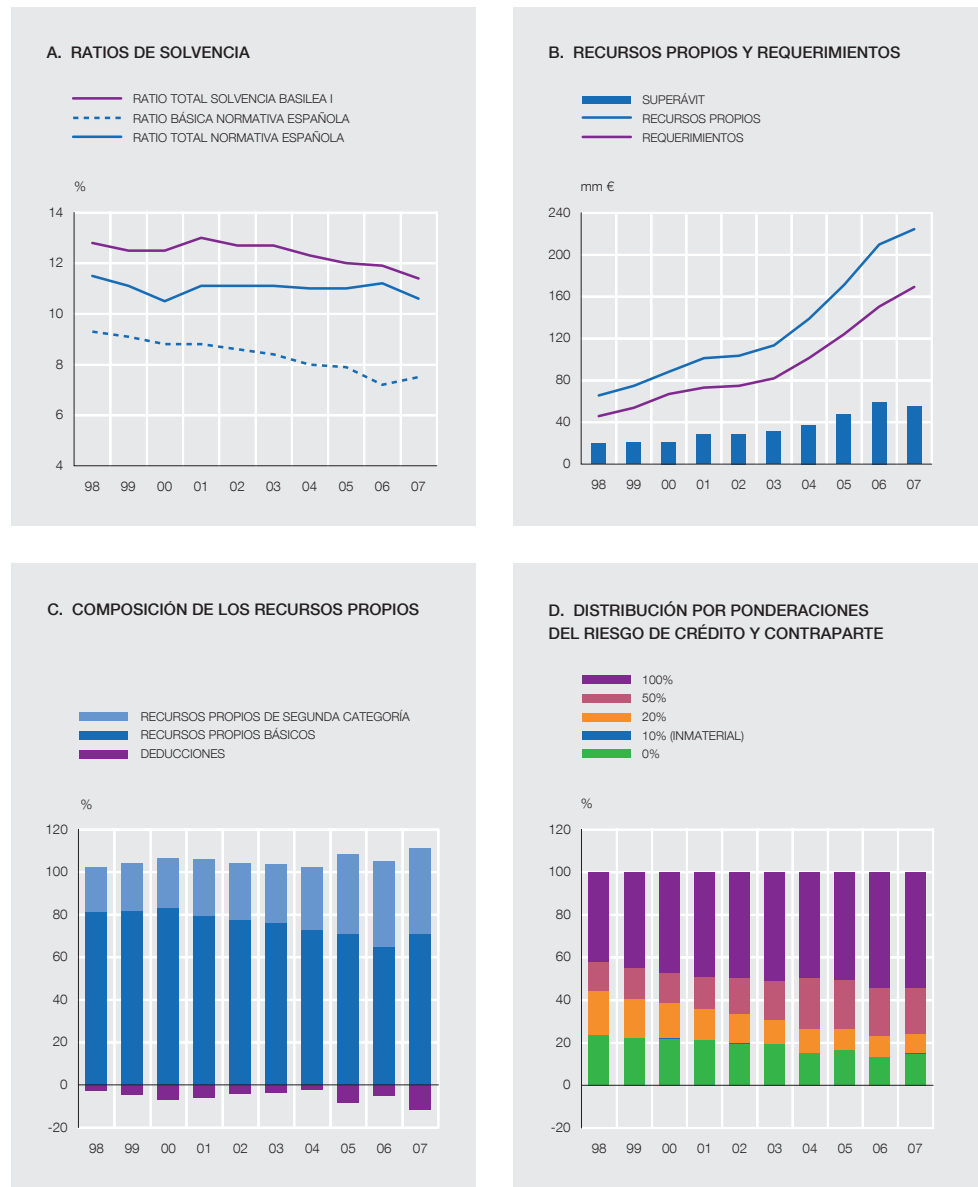 A. RATIOS DE SOLVENCIA
RATIO TOTAL SOLVENCIA BASILEA I
RATIO BÁSICA NORMATIVA ESPAÑOLA
RATIO TOTAL NORMATIVA ESPAÑOLA
%
14
12
10
8
6
4
98 99 00 01 02 03 04 05 06 07
B. RECURSOS PROPIOS Y REQUERIMIENTOS
SUPERÁVIT
RECURSOS PROPIOS
REQUERIMIENTOS
mm €
240
200
160
120
80
40
0
98 99 00 01 02 03 04 05 06 07
C. COMPOSICIÓN DE LOS RECURSOS PROPIOS
RECURSOS PROPIOS DE SEGUNDA CATEGORÍA
RECURSOS PROPIOS BÁSICOS
DEDUCCIONES
%
120
100
80
60
40
20
0
-20
98 99 00 01 02 03 04 05 06 07
D. DISTRIBUCIÓN POR PONDERACIONES
DEL RIESGO DE CRÉDITO Y CONTRAPARTE
100%
50%
20%
10% (INMATERIAL)
0%
%
120
100
80
60
40
20
0
-20
98 99 00 01 02 03 04 05 06 07